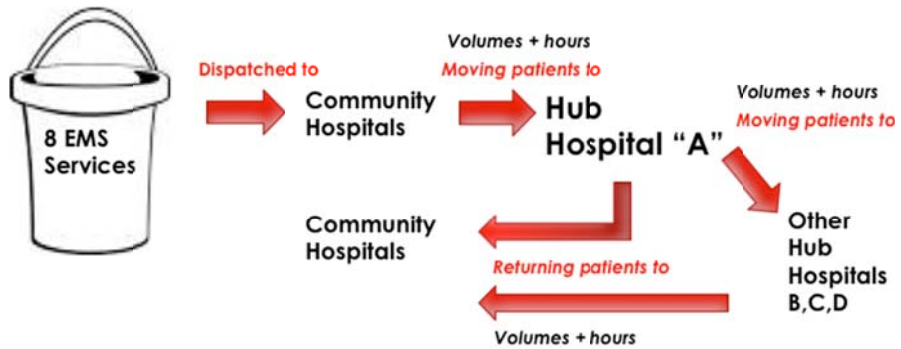 8 EMS
Services
Dispatched to
Community
Hospitals
Volumes + hours
Moving patients to
Hub
Hospital “A”
Volumes + hours
Moving patients to
Other
Hub
Hospitals
B,C,D
Community
Hospitals
Returning patients to
Volumes + hours